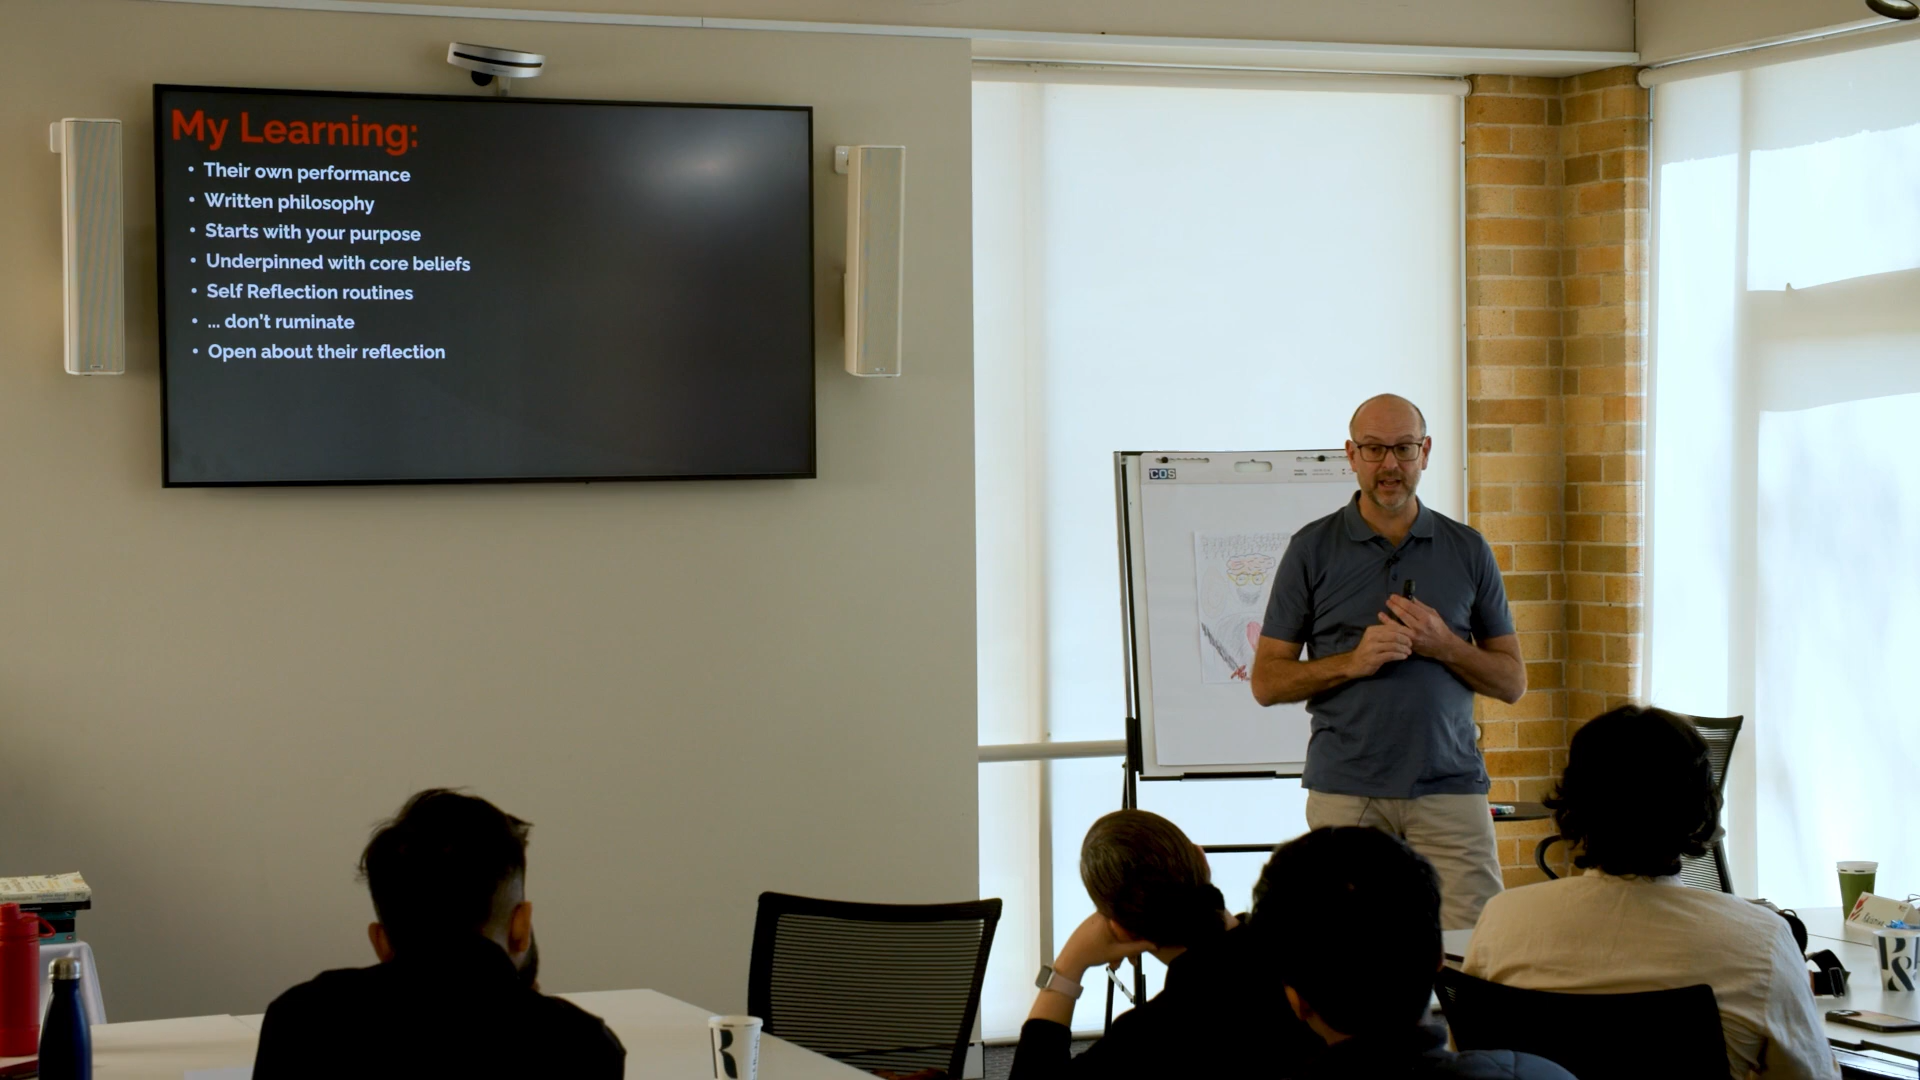 My Learning:
• Their own performance
• Written philosophy
• Starts with your purpose
• Underpinned with core beliefs
• Self Reflection routines
• ... don't ruminate
• Open about their reflection
COS
R
&